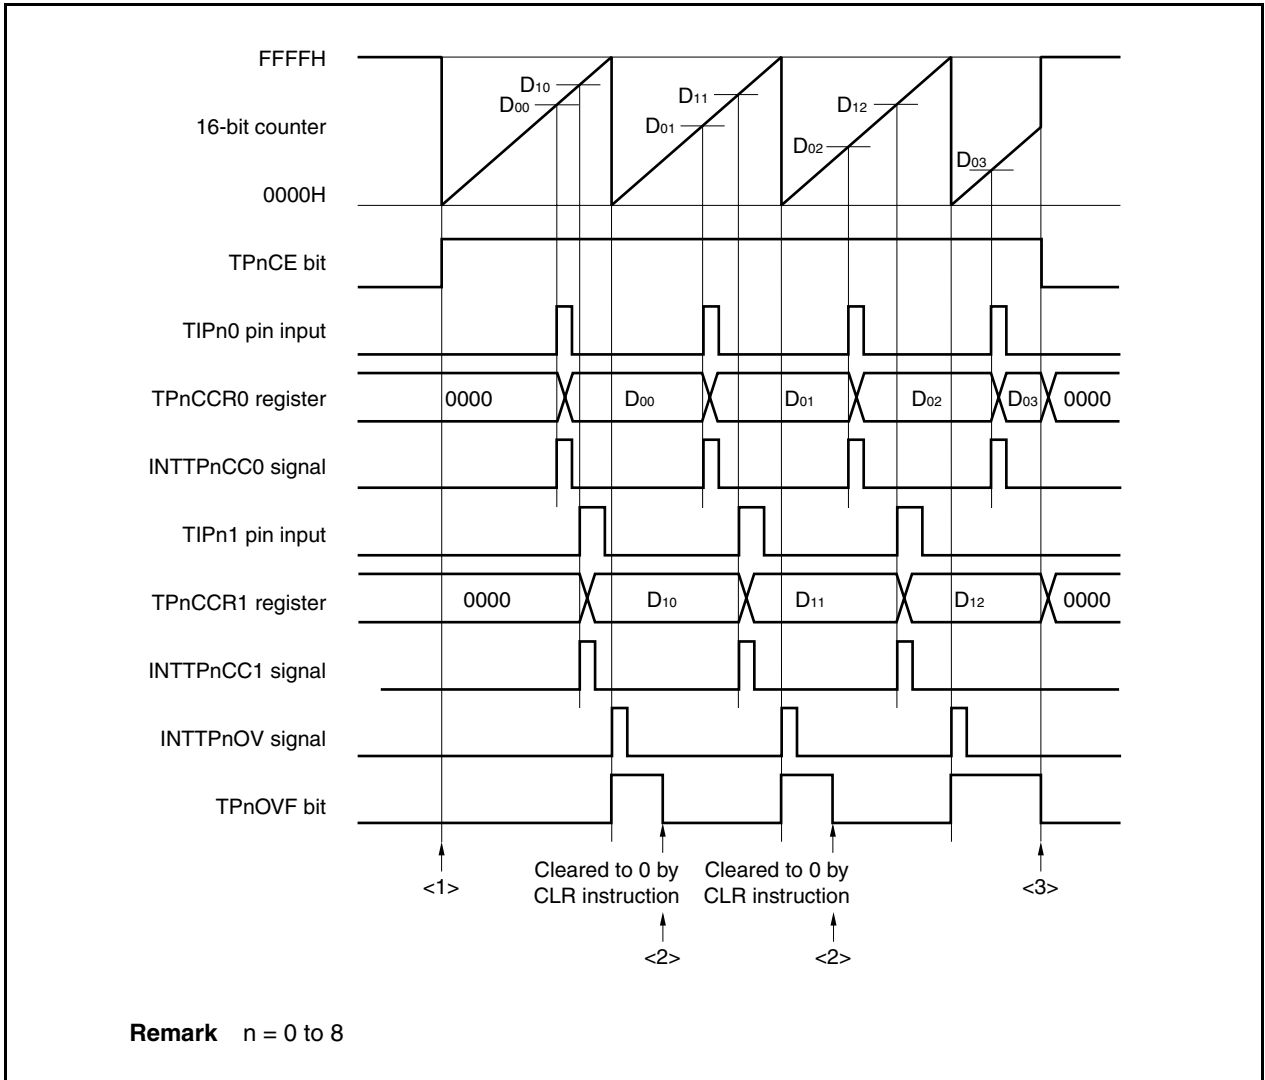 FFFFH
D10
D00
D11
D01
D12
D02
D03
16-bit counter
0000H
TPnCE bit
TIPn0 pin input
TPnCCR0 register
0000 D00 D01 D02 D03 0000
INTTPnCC0 signal
TIPn1 pin input
TPnCCR1 register
0000 D10 D11 D12 0000
INTTPnCC1 signal
INTTPnOV signal
TPnOVF bit
<1>
Cleared to 0 by
CLR instruction
<2>
Cleared to 0 by
CLR instruction
<2>
<3>
Remark n = 0 to 8